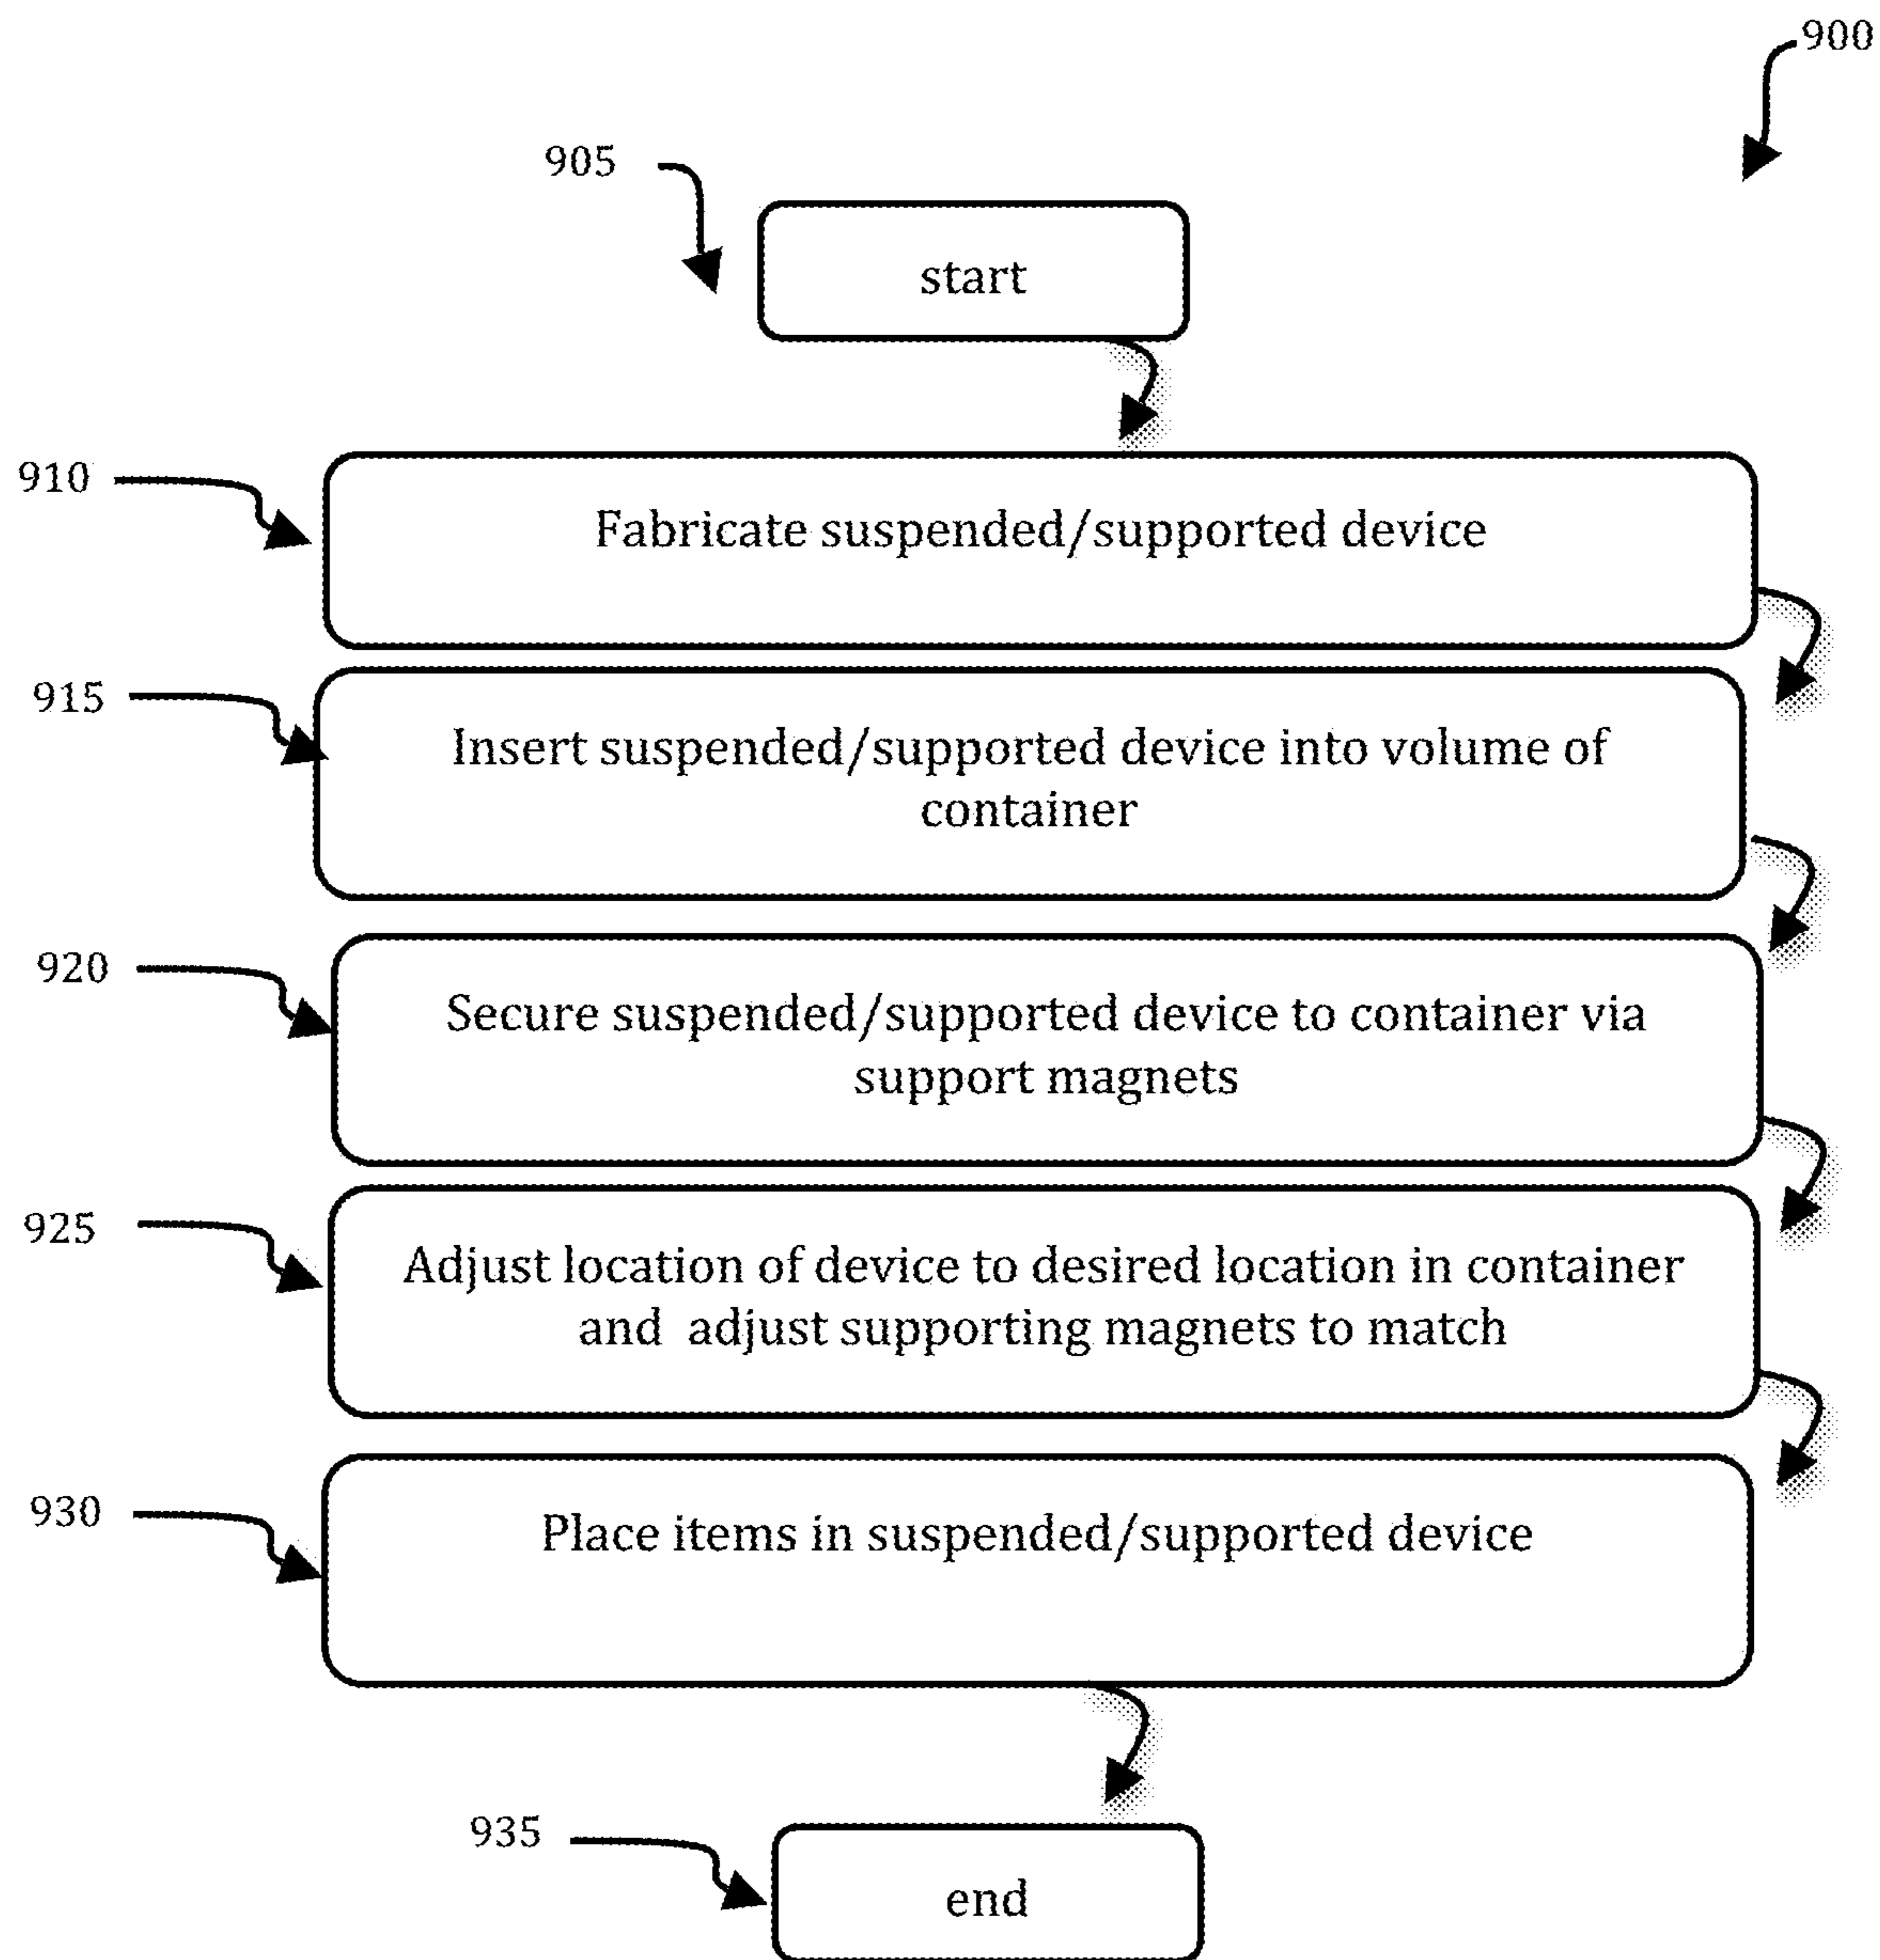 900
905
start
910
Fabricate suspended/supported device
915
Insert suspended/supported device into volume of
container
920
Secure suspended/supported device to container via
support magnets
925
Adjust location of device to desired location in container
and  adjust supporting magnets to match
930
Place items in suspended/supported device
935
end